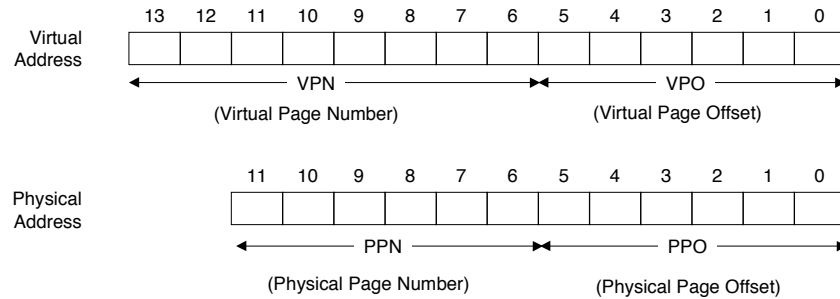 13 12 11 10 9 8 7 6 5 4 3 2 1 0
Virtual
Address
VPN VPO
(Virtual Page Number) (Virtual Page Offset)
11 10 9 8 7 6 5 4 3 2 1 0
Physical
Address
PPN PPO
(Physical Page Number) (Physical Page Offset)